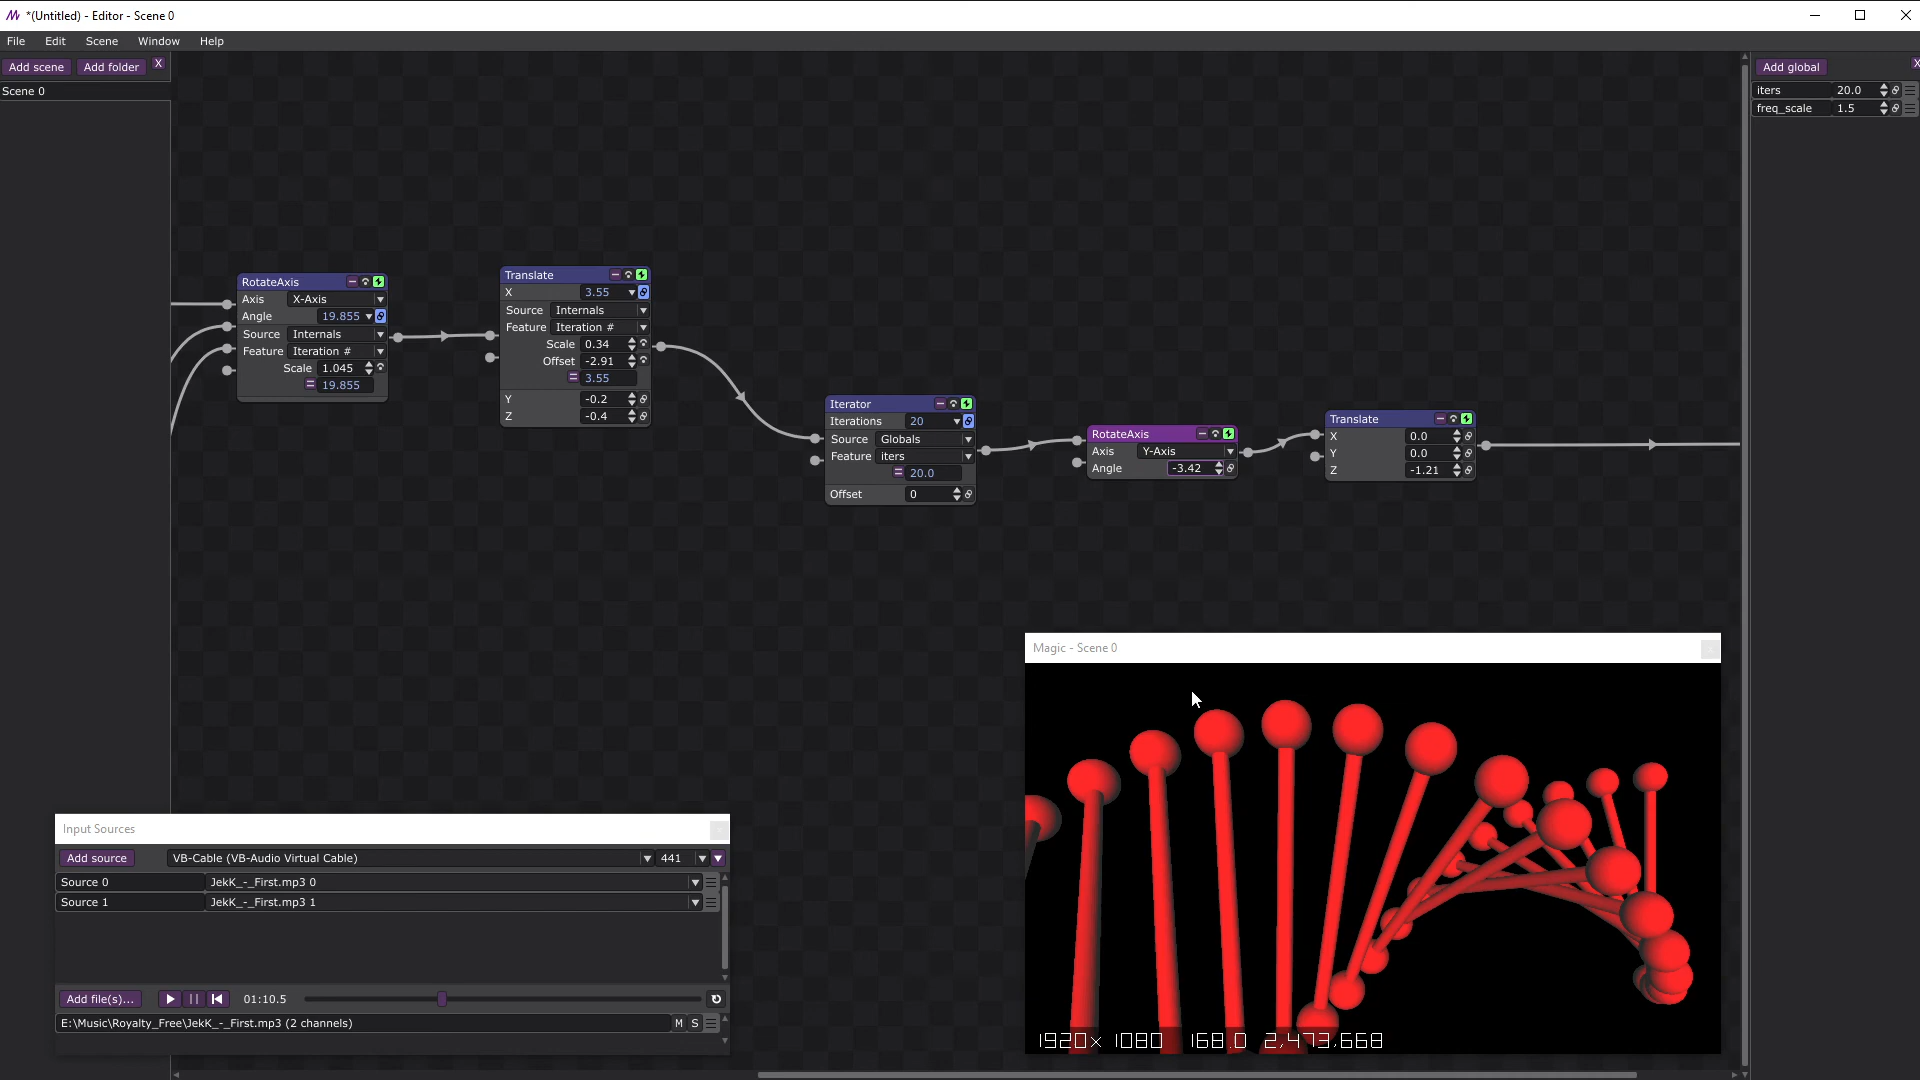 *(Untitled) - Editor - Scene 0
File Edit Scene Window Help
Add scene Add folder X
Scene 0
Add global X
iters 20.0
freq_scale 1.5
RotateAxis
Axis X-Axis
Angle 19.855
Source Internals
Feature Iteration #
Scale 1.045
= 19.855
Translate
X 3.55
Source Internals
Feature Iteration #
Scale 0.34
Offset -2.91
= 3.55
Y -0.2
Z -0.4
Iterator
Iterations 20
Source Globals
Feature iters
= 20.0
Offset 0
RotateAxis
Axis Y-Axis
Angle -3.42
Translate
X 0.0
Y 0.0
Z -1.21
Magic - Scene 0
1920x 1080 168.0 2,473,668
Input Sources
Add source VB-Cable (VB-Audio Virtual Cable) 441
Source 0 JekK_-_First.mp3 0
Source 1 JekK_-_First.mp3 1
Add file(s)... 01:10.5
E:\Music\Royalty_Free\JekK_-_First.mp3 (2 channels) M S